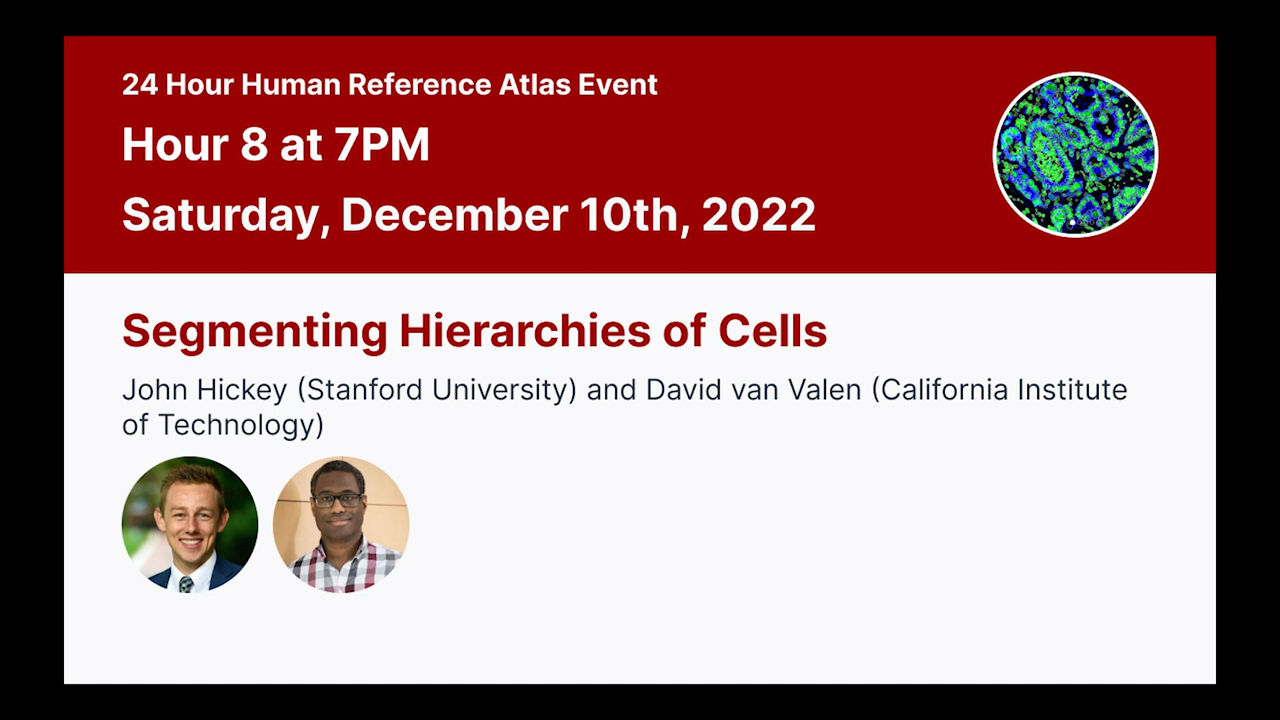 24 Hour Human Reference Atlas Event
Hour 8 at 7PM
Saturday, December 10th, 2022
Segmenting Hierarchies of Cells
John Hickey (Stanford University) and David van Valen (California Institute
of Technology)